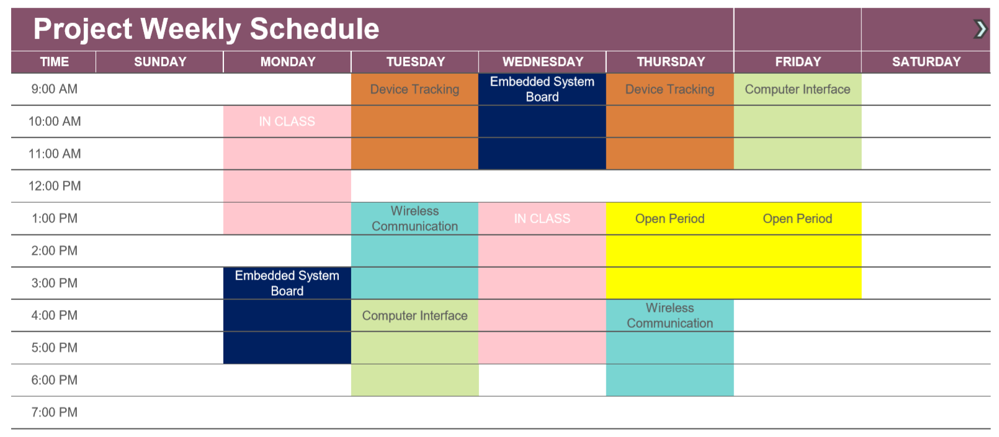 Project Weekly Schedule
TIME SUNDAY MONDAY TUESDAY WEDNESDAY THURSDAY FRIDAY SATURDAY
9:00 AM Device Tracking Embedded System Board Device Tracking Computer Interface
10:00 AM IN CLASS
11:00 AM
12:00 PM
1:00 PM Wireless Communication IN CLASS Open Period Open Period
2:00 PM
3:00 PM Embedded System Board
4:00 PM Computer Interface Wireless Communication
5:00 PM
6:00 PM
7:00 PM